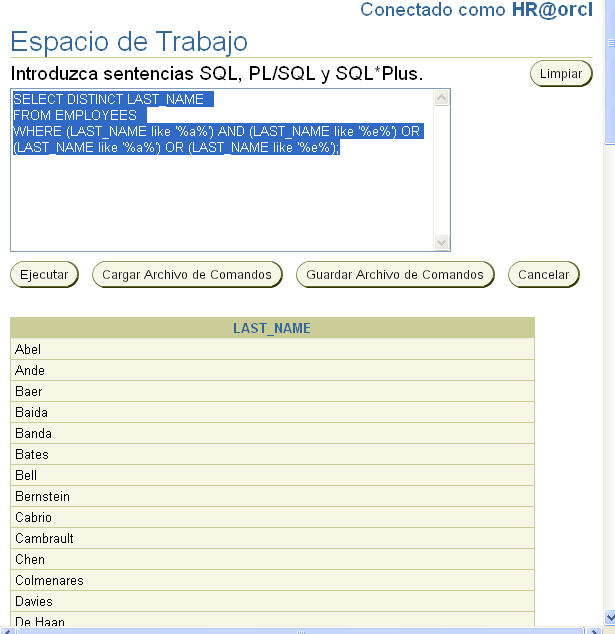 Conectado como HR@orcl
Espacio de Trabajo
Introduzca sentencias SQL, PL/SQL y SQL*Plus.
Limpiar
SELECT DISTINCT LAST_NAME
FROM EMPLOYEES
WHERE (LAST_NAME like '%a%') AND (LAST_NAME like '%e%') OR
(LAST_NAME like '%a%') OR (LAST_NAME like '%e%');
Ejecutar Cargar Archivo de Comandos Guardar Archivo de Comandos Cancelar
LAST_NAME
Abel
Ande
Baer
Baida
Banda
Bates
Bell
Bernstein
Cabrio
Cambrault
Chen
Colmenares
Davies
De Haan